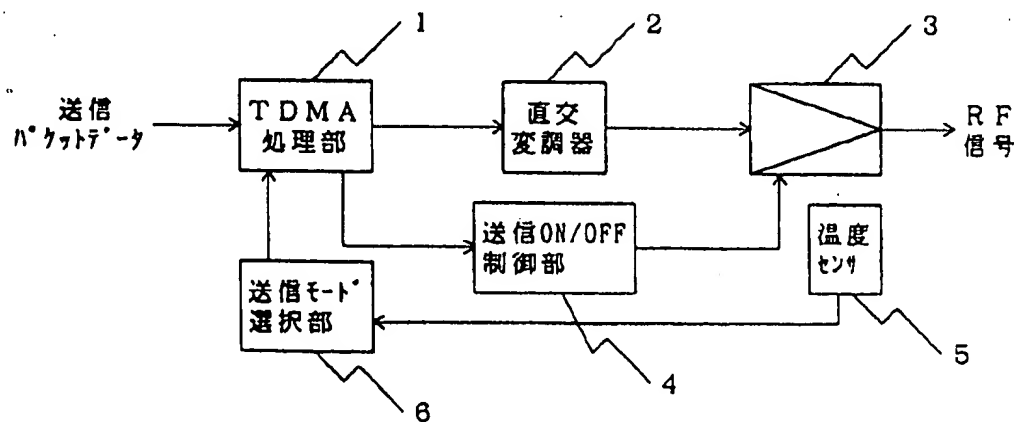 1
2
3
送信
パケットデータ
TDMA
処理部
直交
変調器
RF
信号
送信ON/OFF
制御部
温度
センサ
送信モード
選択部
4
5
6